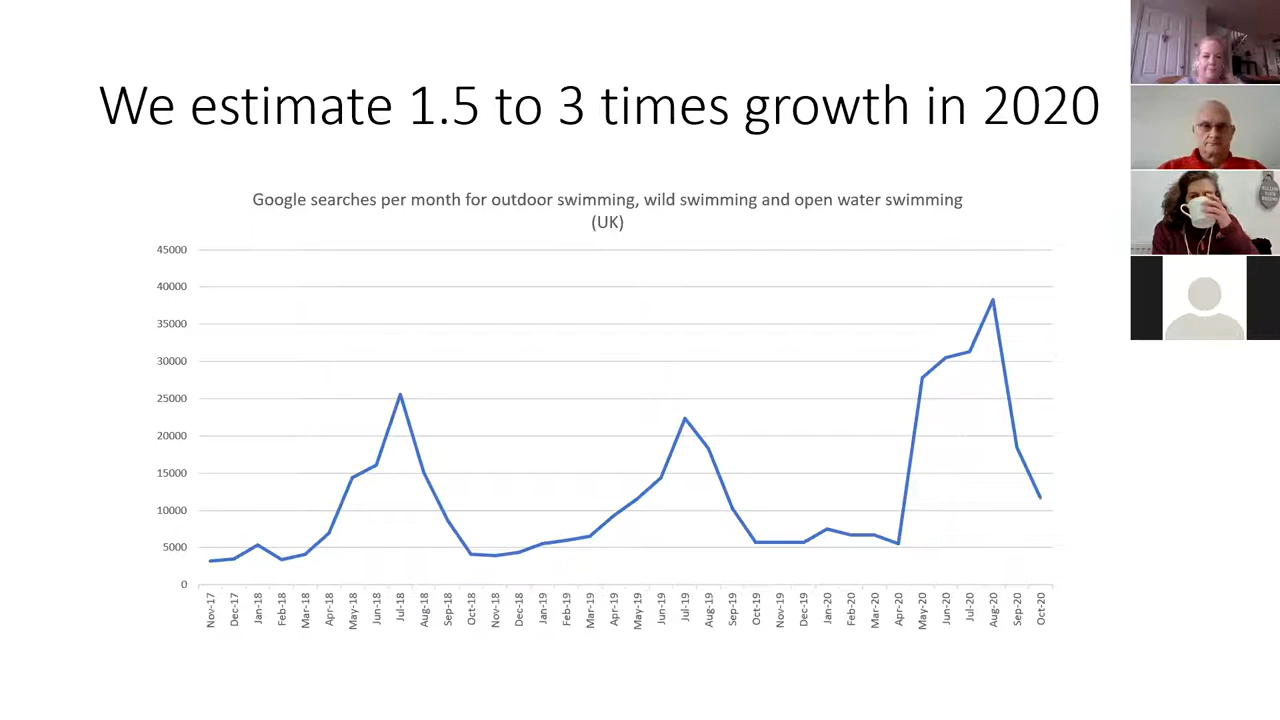 We estimate 1.5 to 3 times growth in 2020
Google searches per month for outdoor swimming, wild swimming and open water swimming
(UK)
45000
40000
35000
30000
25000
20000
15000
10000
5000
0
Nov-17
Dec-17
Jan-18
Feb-18
Mar-18
Apr-18
May-18
Jun-18
Jul-18
Aug-18
Sep-18
Oct-18
Nov-18
Dec-18
Jan-19
Feb-19
Mar-19
Apr-19
May-19
Jun-19
Jul-19
Aug-19
Sep-19
Oct-19
Nov-19
Dec-19
Jan-20
Feb-20
Mar-20
Apr-20
May-20
Jun-20
Jul-20
Aug-20
Sep-20
Oct-20